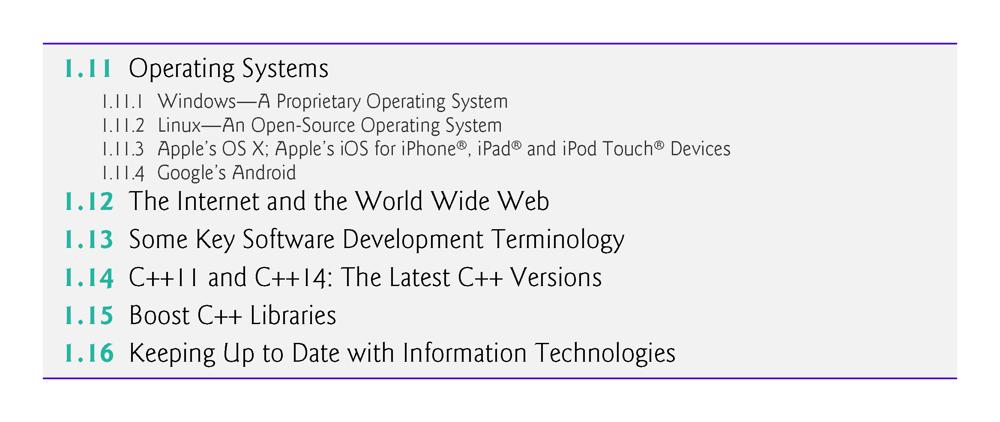 1.11 Operating Systems
1.11.1 Windows—A Proprietary Operating System
1.11.2 Linux—An Open-Source Operating System
1.11.3 Apple’s OS X; Apple’s iOS for iPhone®, iPad® and iPod Touch® Devices
1.11.4 Google’s Android
1.12 The Internet and the World Wide Web
1.13 Some Key Software Development Terminology
1.14 C++11 and C++14: The Latest C++ Versions
1.15 Boost C++ Libraries
1.16 Keeping Up to Date with Information Technologies